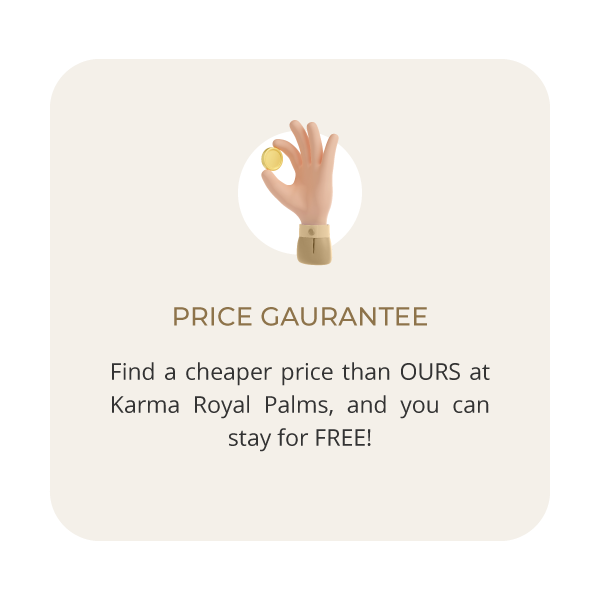 PRICE GAURANTEE
Find a cheaper price than OURS at
Karma Royal Palms, and you can
stay for FREE!